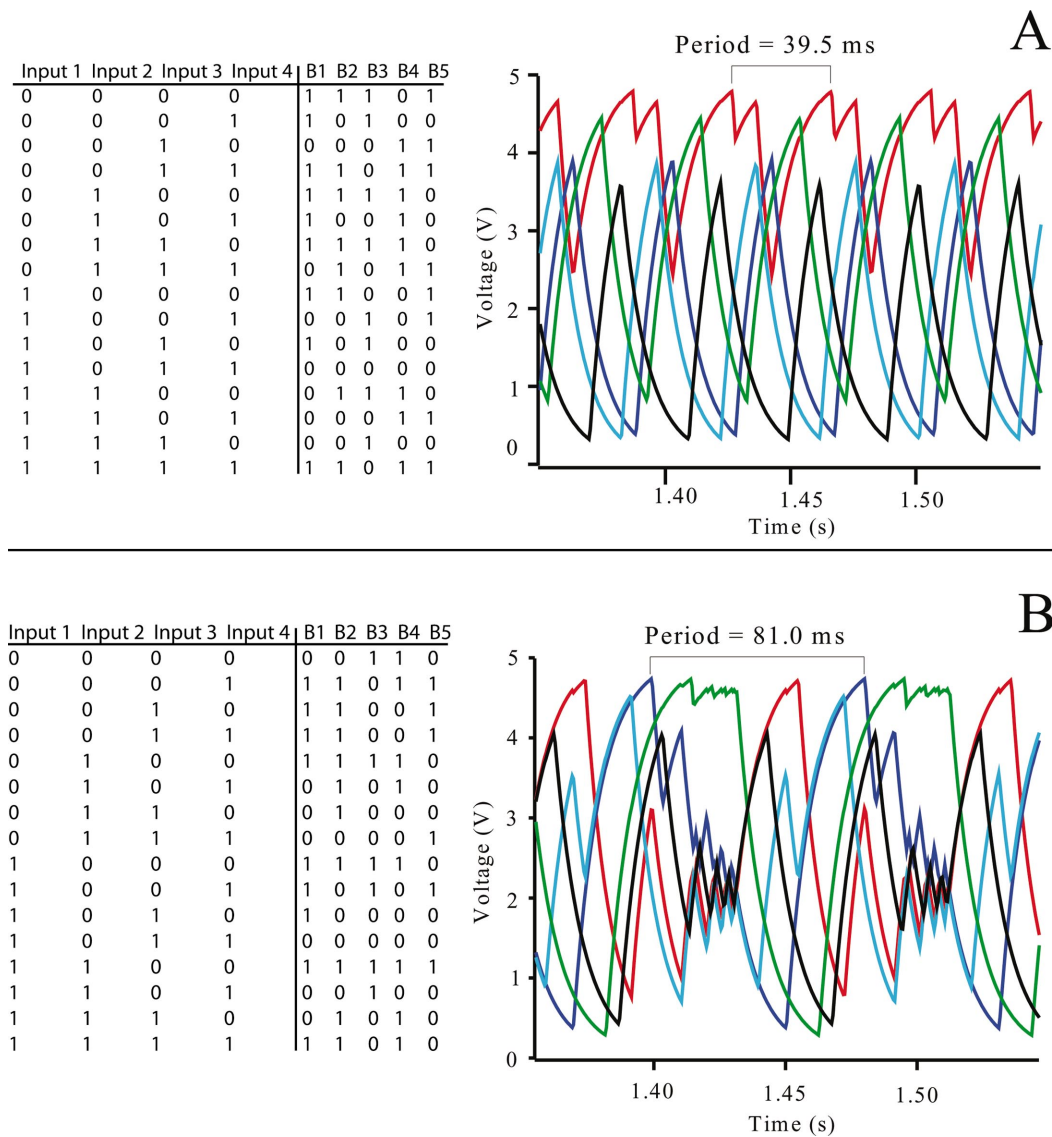 A
Period = 39.5 ms
Input 1 Input 2 Input 3 Input 4 B1 B2 B3 B4 B5
0 0 0 0 1 1 1 0 1
0 0 0 1 1 0 1 0 0
0 0 1 0 0 0 0 1 1
0 0 1 1 1 0 1 1 1
0 1 0 0 1 1 1 1 0
0 1 0 1 1 0 0 1 0
0 1 1 0 1 1 1 1 0
0 1 1 1 0 1 0 1 1
1 0 0 0 1 1 0 0 1
1 0 0 1 0 0 1 0 1
1 0 1 0 0 1 1 0 0
1 0 1 1 0 0 0 0 0
1 1 0 0 0 1 1 1 0
1 1 0 1 0 0 0 1 1
1 1 1 0 0 0 1 0 0
1 1 1 1 1 1 0 1 1
5
4
3
2
1
0
Voltage (V)
1.40 1.45 1.50
Time (s)
B
Period = 81.0 ms
Input 1 Input 2 Input 3 Input 4 B1 B2 B3 B4 B5
0 0 0 0 0 0 1 1 0
0 0 0 1 1 1 0 1 1
0 0 1 0 1 1 0 0 1
0 0 1 1 1 1 0 0 1
0 1 0 0 1 1 1 1 0
0 1 0 1 0 1 0 0 0
0 1 1 0 0 1 0 0 0
0 1 1 1 0 0 0 0 1
1 0 0 0 1 1 1 1 0
1 0 0 1 1 0 1 0 1
1 0 1 0 1 0 0 0 0
1 0 1 1 0 0 0 0 0
1 1 0 0 1 1 1 1 1
1 1 0 1 0 0 1 0 0
1 1 1 0 0 1 0 1 0
1 1 1 1 1 1 0 1 0
5
4
3
2
1
0
Voltage (V)
1.40 1.45 1.50
Time (s)